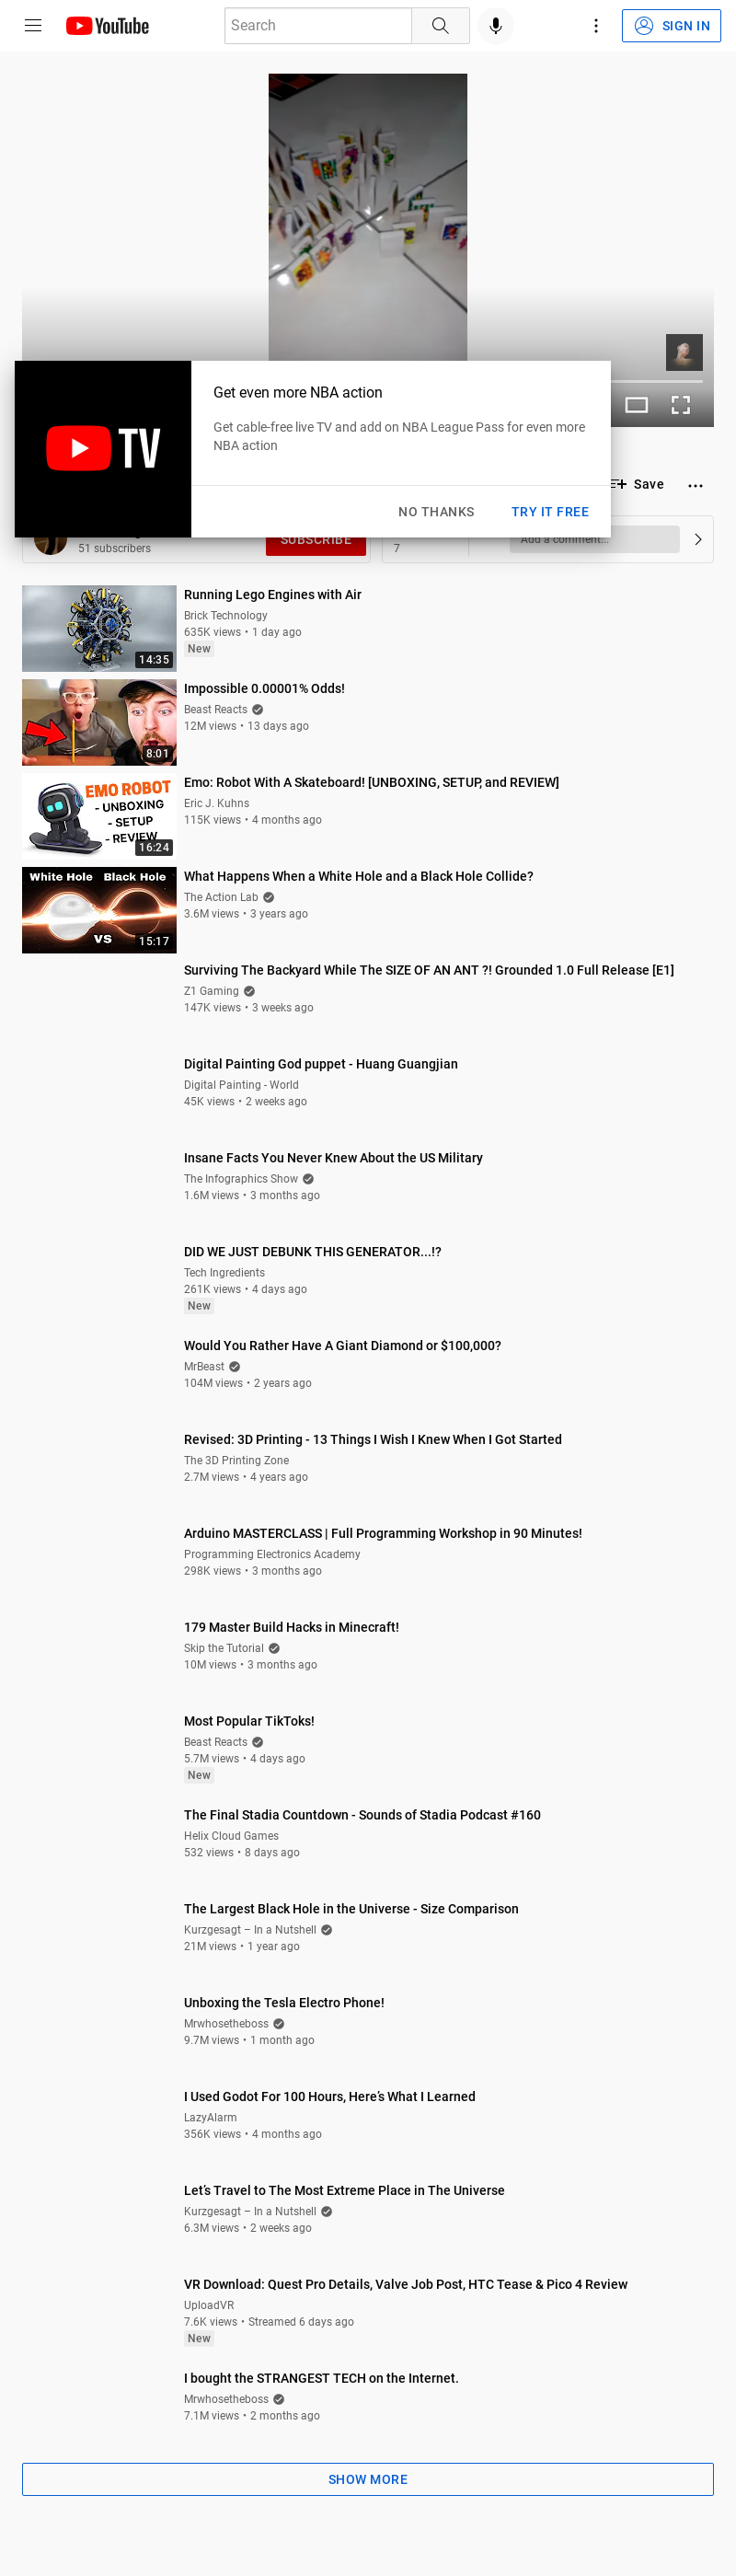 YouTube
Search
SIGN IN
TV
Get even more NBA action
Get cable-free live TV and add on NBA League Pass for even more
NBA action
NO THANKS
TRY IT FREE
Save
51 subscribers
SUBSCRIBE
7
Add a comment...
14:35
Running Lego Engines with Air
Brick Technology
635K views • 1 day ago
New
8:01
Impossible 0.00001% Odds!
Beast Reacts
12M views • 13 days ago
EMO ROBOT
- UNBOXING
- SETUP
- REVIEW
16:24
Emo: Robot With A Skateboard! [UNBOXING, SETUP, and REVIEW]
Eric J. Kuhns
115K views • 4 months ago
White Hole Black Hole
VS
15:17
What Happens When a White Hole and a Black Hole Collide?
The Action Lab
3.6M views • 3 years ago
Surviving The Backyard While The SIZE OF AN ANT ?! Grounded 1.0 Full Release [E1]
Z1 Gaming
147K views • 3 weeks ago
Digital Painting God puppet - Huang Guangjian
Digital Painting - World
45K views • 2 weeks ago
Insane Facts You Never Knew About the US Military
The Infographics Show
1.6M views • 3 months ago
DID WE JUST DEBUNK THIS GENERATOR...!?
Tech Ingredients
261K views • 4 days ago
New
Would You Rather Have A Giant Diamond or $100,000?
MrBeast
104M views • 2 years ago
Revised: 3D Printing - 13 Things I Wish I Knew When I Got Started
The 3D Printing Zone
2.7M views • 4 years ago
Arduino MASTERCLASS | Full Programming Workshop in 90 Minutes!
Programming Electronics Academy
298K views • 3 months ago
179 Master Build Hacks in Minecraft!
Skip the Tutorial
10M views • 3 months ago
Most Popular TikToks!
Beast Reacts
5.7M views • 4 days ago
New
The Final Stadia Countdown - Sounds of Stadia Podcast #160
Helix Cloud Games
532 views • 8 days ago
The Largest Black Hole in the Universe - Size Comparison
Kurzgesagt – In a Nutshell
21M views • 1 year ago
Unboxing the Tesla Electro Phone!
Mrwhosetheboss
9.7M views • 1 month ago
I Used Godot For 100 Hours, Here's What I Learned
LazyAlarm
356K views • 4 months ago
Let's Travel to The Most Extreme Place in The Universe
Kurzgesagt – In a Nutshell
6.3M views • 2 weeks ago
VR Download: Quest Pro Details, Valve Job Post, HTC Tease & Pico 4 Review
UploadVR
7.6K views • Streamed 6 days ago
New
I bought the STRANGEST TECH on the Internet.
Mrwhosetheboss
7.1M views • 2 months ago
SHOW MORE